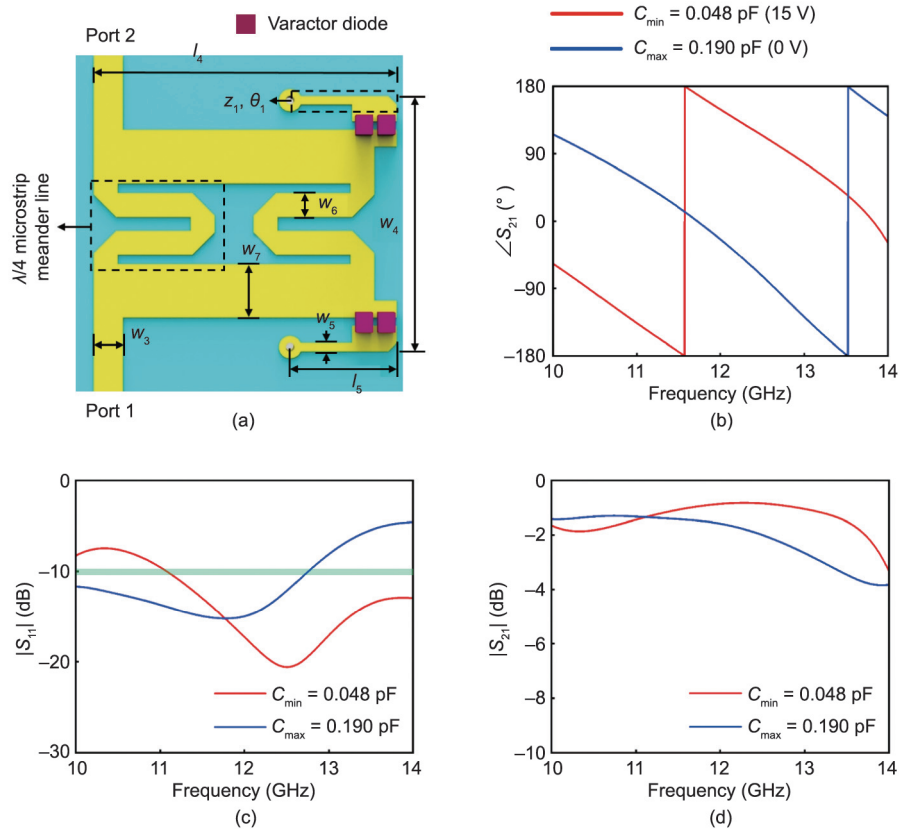 (a)
Varactor diode
Port 2
l4
z1, θ1
w6
w4
λ/4 microstrip
meander line
w7
w5
w3
l5
Port 1
Cmin = 0.048 pF (15 V)
Cmax = 0.190 pF (0 V)
180
90
0
−90
−180
∠S21 (°)
10
11
12
13
14
Frequency (GHz)
(a)
(b)
0
−5
−10
−15
−20
−30
|S11| (dB)
Cmin = 0.048 pF
Cmax = 0.190 pF
10
11
12
13
14
Frequency (GHz)
(c)
0
−2
−4
−6
−8
−10
|S21| (dB)
Cmin = 0.048 pF
Cmax = 0.190 pF
10
11
12
13
14
Frequency (GHz)
(d)